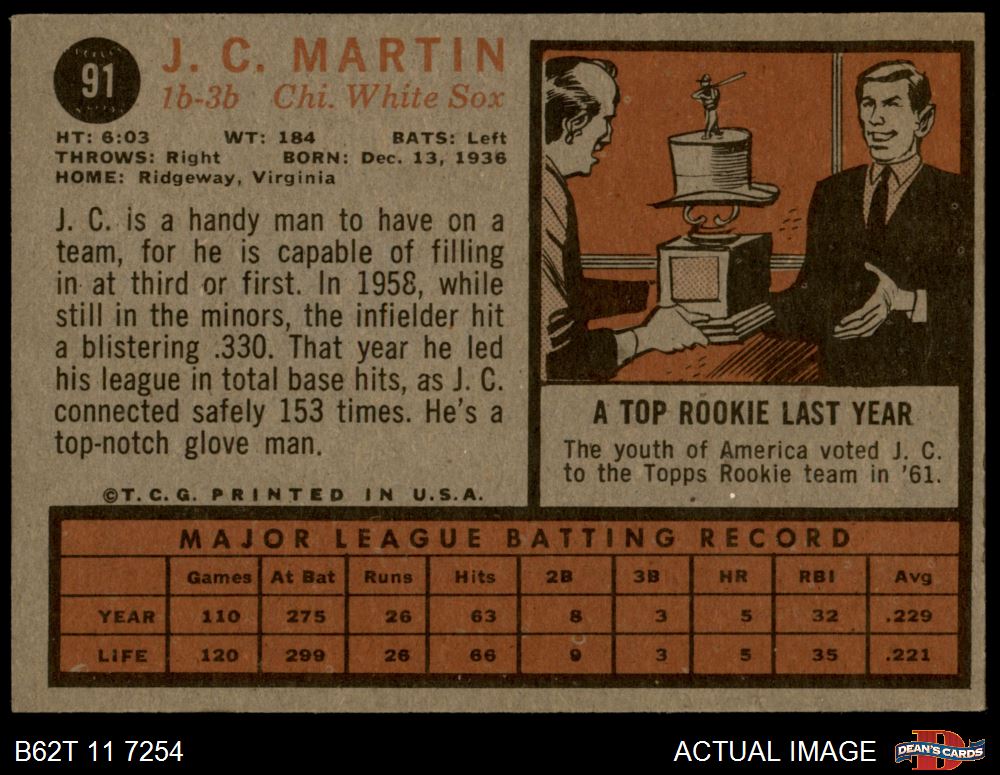 91
J. C. MARTIN
1b-3b Chi. White Sox
HT: 6:03 WT: 184 BATS: Left
THROWS: Right BORN: Dec. 13, 1936
HOME: Ridgeway, Virginia
J. C. is a handy man to have on a
team, for he is capable of filling
in at third or first. In 1958, while
still in the minors, the infielder hit
a blistering .330. That year he led
his league in total base hits, as J. C.
connected safely 153 times. He's a
top-notch glove man.
©T.C.G. PRINTED IN U.S.A.
A TOP ROOKIE LAST YEAR
The youth of America voted J. C.
to the Topps Rookie team in '61.
MAJOR LEAGUE BATTING RECORD
Games At Bat Runs Hits 2B 3B HR RBI Avg
YEAR 110 275 26 63 8 3 5 32 .229
LIFE 120 299 26 66 9 3 5 35 .221
B62T 11 7254
ACTUAL IMAGE
D
DEAN'S CARDS